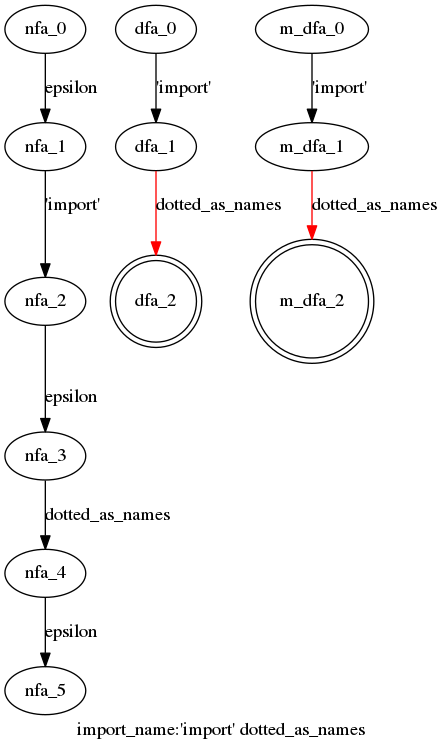 nfa_0 dfa_0 m_dfa_0
epsilon 'import' 'import'
nfa_1 dfa_1 m_dfa_1
'import' dotted_as_names dotted_as_names
nfa_2 dfa_2 m_dfa_2
epsilon
nfa_3
dotted_as_names
nfa_4
epsilon
nfa_5
import_name:'import' dotted_as_names